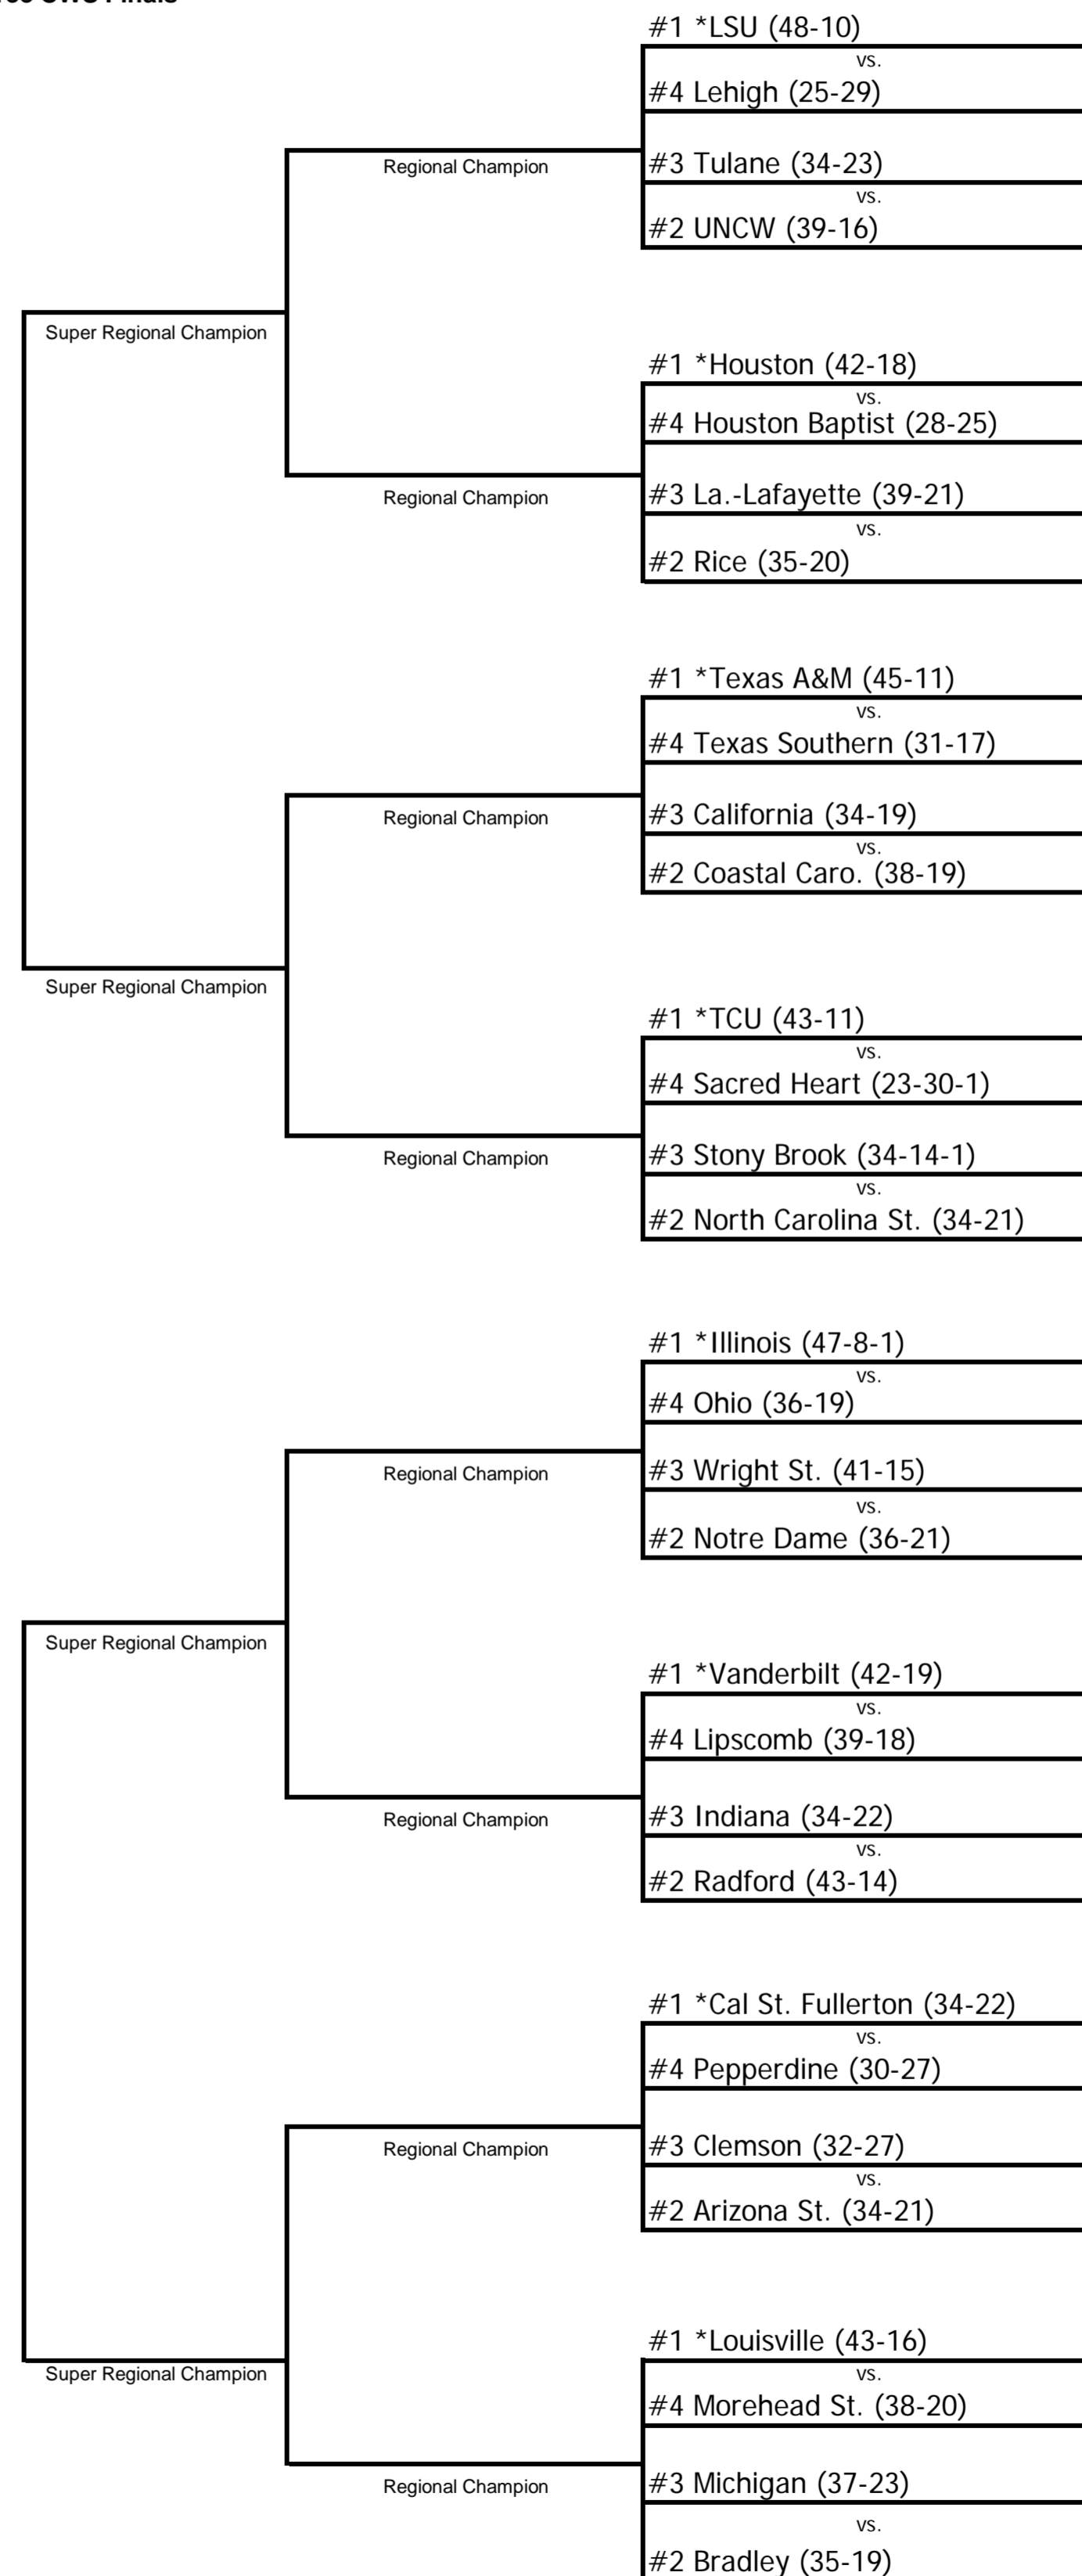 CWS Finals
#1 *LSU (48-10)
vs.
#4 Lehigh (25-29)
Regional Champion
#3 Tulane (34-23)
vs.
#2 UNCW (39-16)
Super Regional Champion
#1 *Houston (42-18)
vs.
#4 Houston Baptist (28-25)
Regional Champion
#3 La.-Lafayette (39-21)
vs.
#2 Rice (35-20)
#1 *Texas A&M (45-11)
vs.
#4 Texas Southern (31-17)
Regional Champion
#3 California (34-19)
vs.
#2 Coastal Caro. (38-19)
Super Regional Champion
#1 *TCU (43-11)
vs.
#4 Sacred Heart (23-30-1)
Regional Champion
#3 Stony Brook (34-14-1)
vs.
#2 North Carolina St. (34-21)
#1 *Illinois (47-8-1)
vs.
#4 Ohio (36-19)
Regional Champion
#3 Wright St. (41-15)
vs.
#2 Notre Dame (36-21)
Super Regional Champion
#1 *Vanderbilt (42-19)
vs.
#4 Lipscomb (39-18)
Regional Champion
#3 Indiana (34-22)
vs.
#2 Radford (43-14)
#1 *Cal St. Fullerton (34-22)
vs.
#4 Pepperdine (30-27)
Regional Champion
#3 Clemson (32-27)
vs.
#2 Arizona St. (34-21)
#1 *Louisville (43-16)
Super Regional Champion
vs.
#4 Morehead St. (38-20)
Regional Champion
#3 Michigan (37-23)
vs.
#2 Bradley (35-19)